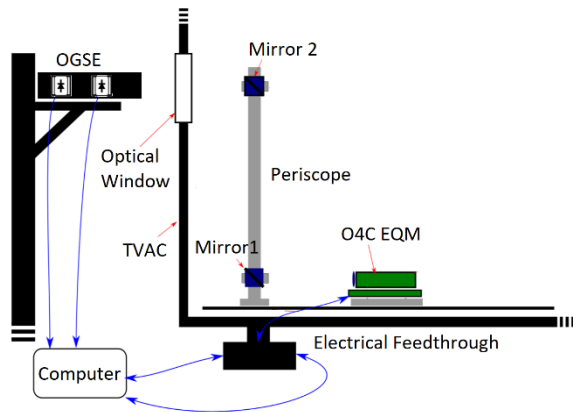 OGSE
Mirror 2
Optical
Window
Periscope
TVAC
Mirror1
O4C EQM
Electrical Feedthrough
Computer